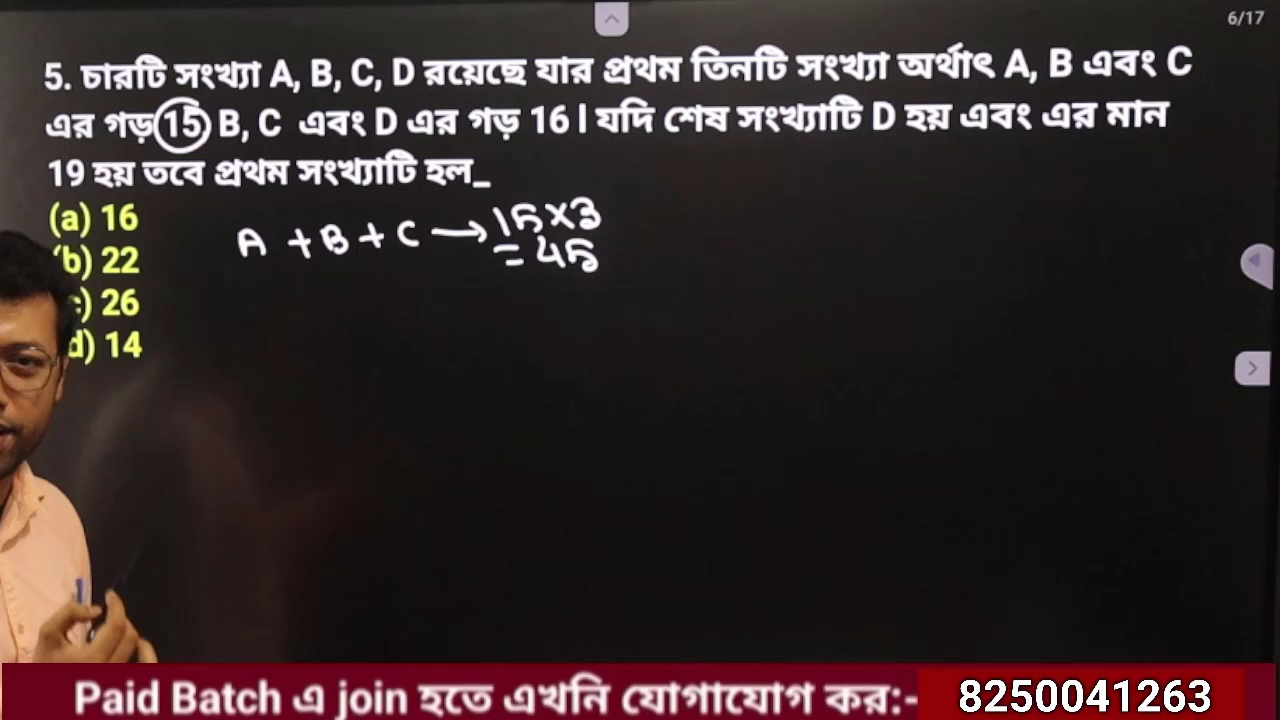 6/17
5. চারটি সংখ্যা A, B, C, D রয়েছে যার প্রথম তিনটি সংখ্যা অর্থাৎ A, B এবং C
এর গড় 15 B, C এবং D এর গড় 16 l যদি শেষ সংখ্যাটি D হয় এবং এর মান
19 হয় তবে প্রথম সংখ্যাটি হল_
(a) 16
(b) 22
c) 26
d) 14
A + B + C → 15×3
= 45
Paid Batch এ join হতে এখনি যোগাযোগ কর:- 8250041263